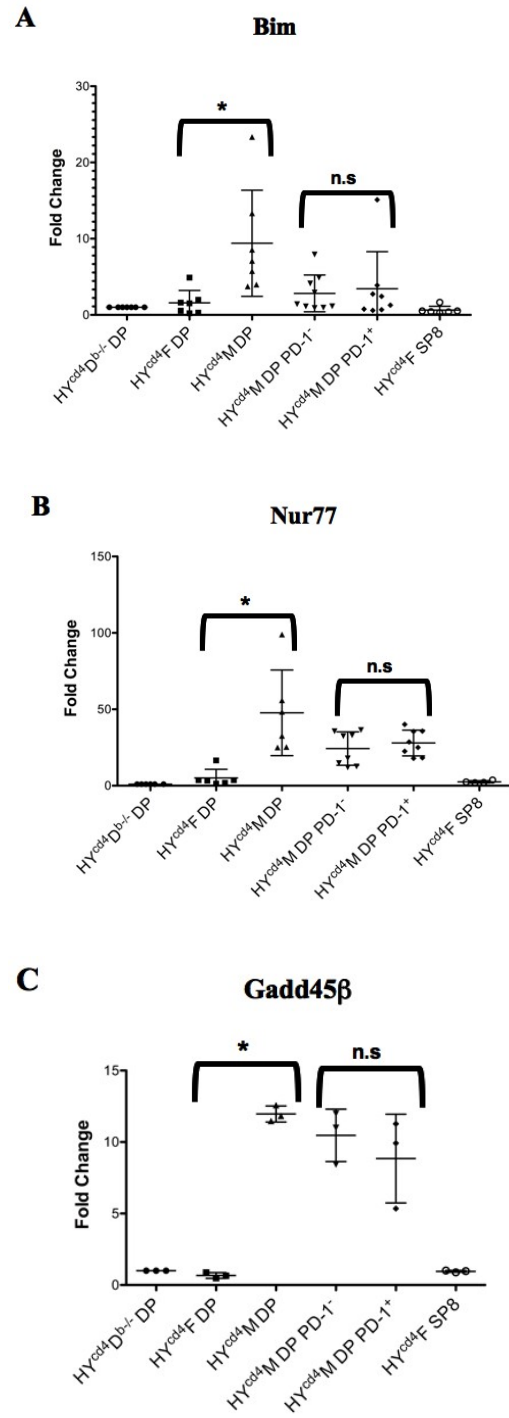 A
Bim
Fold Change
30
20
10
0
*
n.s
HYcd4Db-/- DP
HYcd4F DP
HYcd4M DP
HYcd4M DP PD-1-
HYcd4M DP PD-1+
HYcd4F SP8
B
Nur77
Fold Change
150
100
50
0
*
n.s
HYcd4Db-/- DP
HYcd4F DP
HYcd4M DP
HYcd4M DP PD-1-
HYcd4M DP PD-1+
HYcd4F SP8
C
Gadd45β
Fold Change
15
10
5
0
*
n.s
HYcd4Db-/- DP
HYcd4F DP
HYcd4M DP
HYcd4M DP PD-1-
HYcd4M DP PD-1+
HYcd4F SP8